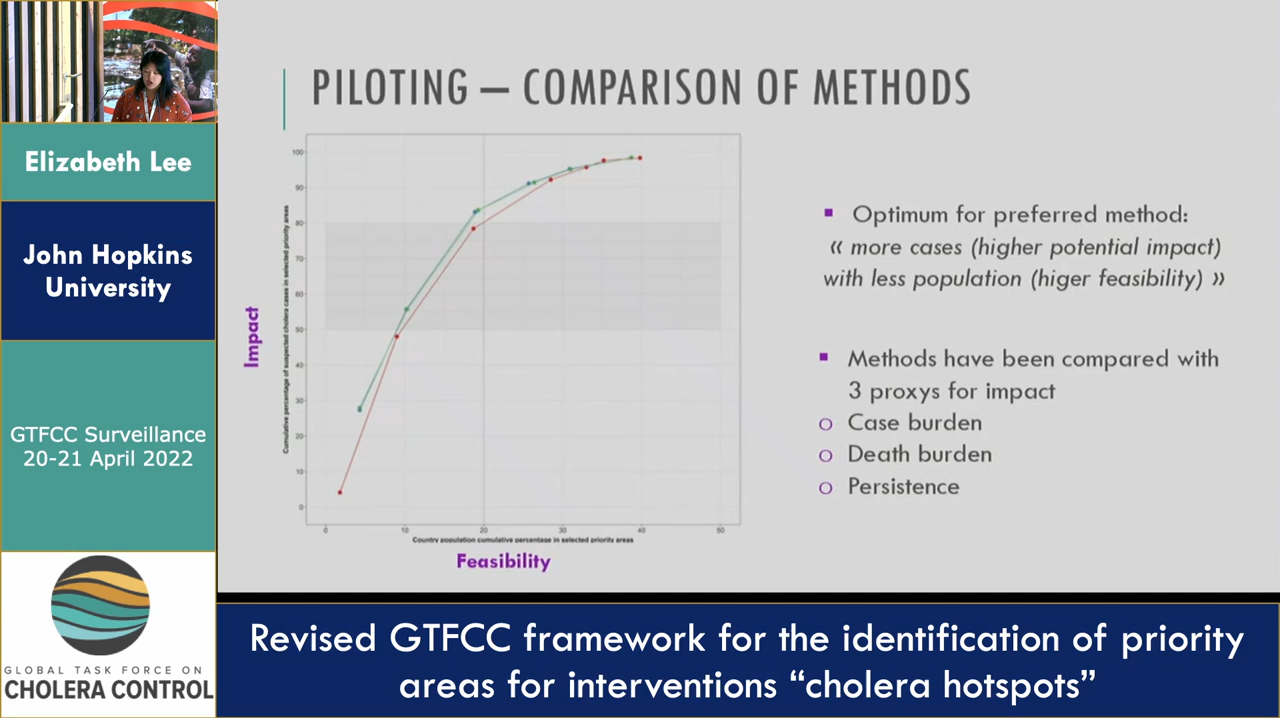 Elizabeth Lee
John Hopkins
University
GTFCC Surveillance
20-21 April 2022
GLOBAL TASK FORCE ON
CHOLERA CONTROL
PILOTING – COMPARISON OF METHODS
Impact
Cumulative percentage of suspected cholera cases in selected priority areas
100
90
80
70
60
50
40
30
20
10
0
0 10 20 30 40 50
Country population cumulative percentage in selected priority areas
Feasibility
▪ Optimum for preferred method:
« more cases (higher potential impact)
with less population (higer feasibility) »
▪ Methods have been compared with
3 proxys for impact
o Case burden
o Death burden
o Persistence
Revised GTFCC framework for the identification of priority
areas for interventions “cholera hotspots”